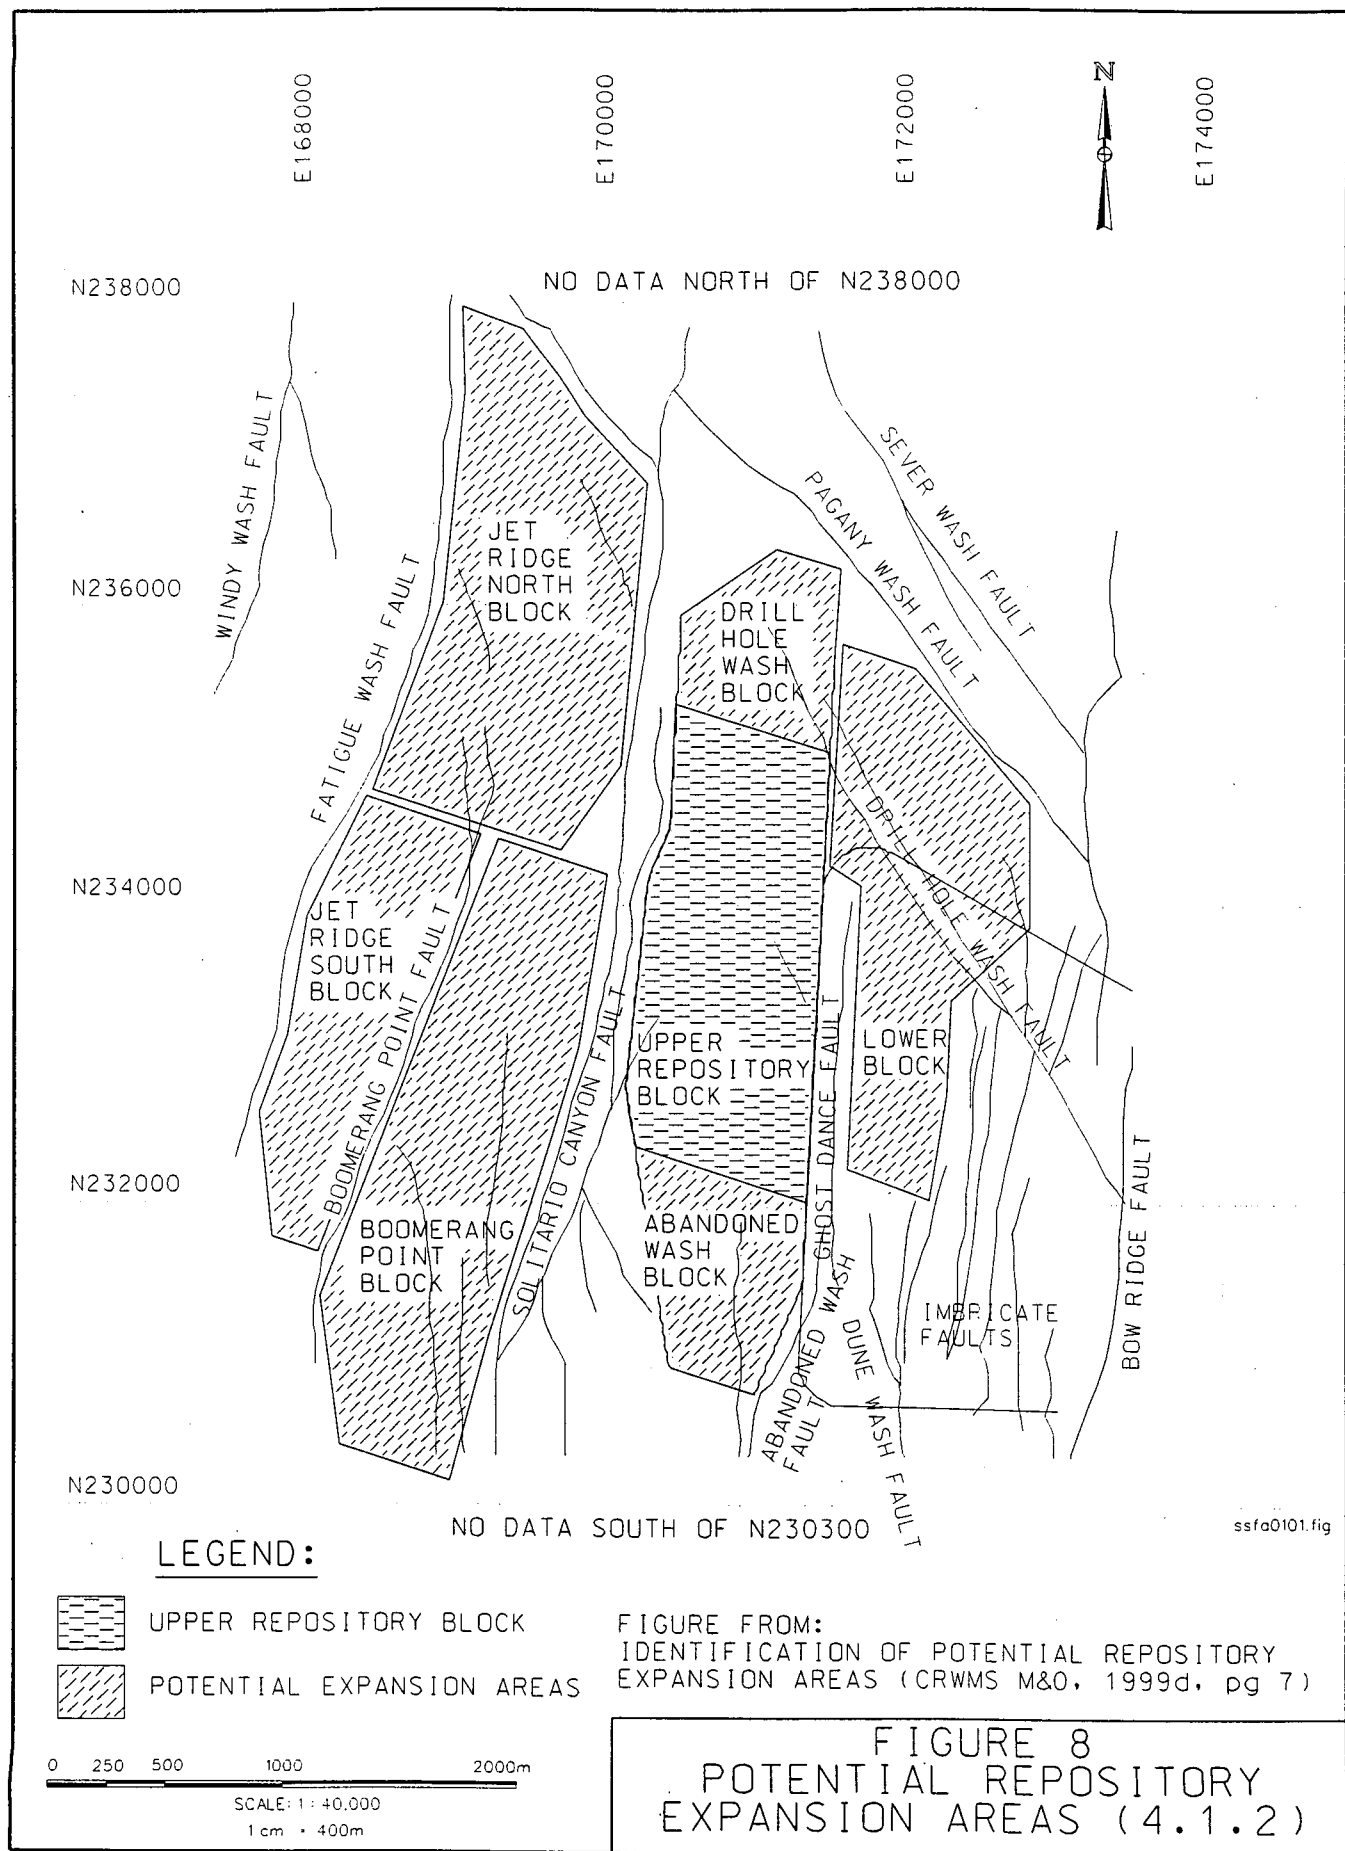 E168000
E170000
E172000
E174000
N
N238000
NO DATA NORTH OF N238000
WINDY WASH FAULT
SEVER WASH FAULT
PAGANY WASH FAULT
JET
RIDGE
NORTH
BLOCK
N236000
FATIGUE WASH FAULT
DRILL
HOLE
WASH
BLOCK
DRILL HOLE WASH FAULT
N234000
JET
RIDGE
SOUTH
BLOCK
BOOMERANG POINT FAULT
SOLITARIO CANYON FAULT
UPPER
REPOSITORY
BLOCK
GHOST DANCE FAULT
LOWER
BLOCK
N232000
BOOMERANG
POINT
BLOCK
ABANDONED
WASH
BLOCK
ABANDONED WASH
FAULT
DUNE WASH FAULT
IMBRICATE
FAULTS
BOW RIDGE FAULT
N230000
NO DATA SOUTH OF N230300
ssfa0101.fig
LEGEND:
UPPER REPOSITORY BLOCK
POTENTIAL EXPANSION AREAS
FIGURE FROM:
IDENTIFICATION OF POTENTIAL REPOSITORY
EXPANSION AREAS (CRWMS M&O, 1999d, pg 7)
0 250 500 1000 2000m
SCALE: 1 : 40,000
1 cm = 400m
FIGURE 8
POTENTIAL REPOSITORY
EXPANSION AREAS (4.1.2)